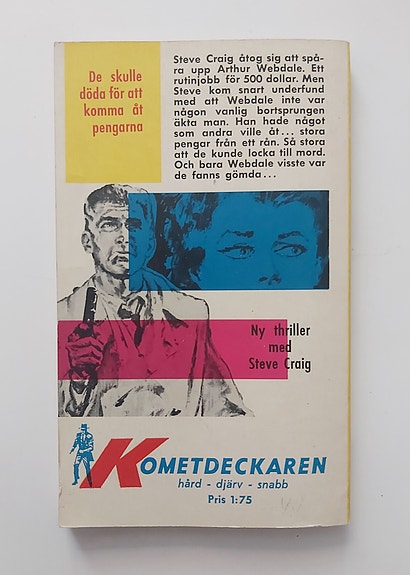 De skulle
döda för att
komma åt
pengarna
Steve Craig åtog sig att spå-
ra upp Arthur Webdale. Ett
rutinjobb för 500 dollar. Men
Steve kom snart underfund
med att Webdale inte var
någon vanlig bortsprungen
äkta man. Han hade något
som andra ville åt... stora
pengar från ett rån. Så stora
att de kunde locka till mord.
Och bara Webdale visste var
de fanns gömda...
Ny thriller
med
Steve Craig
KOMETDECKAREN
hård - djärv - snabb
Pris 1:75